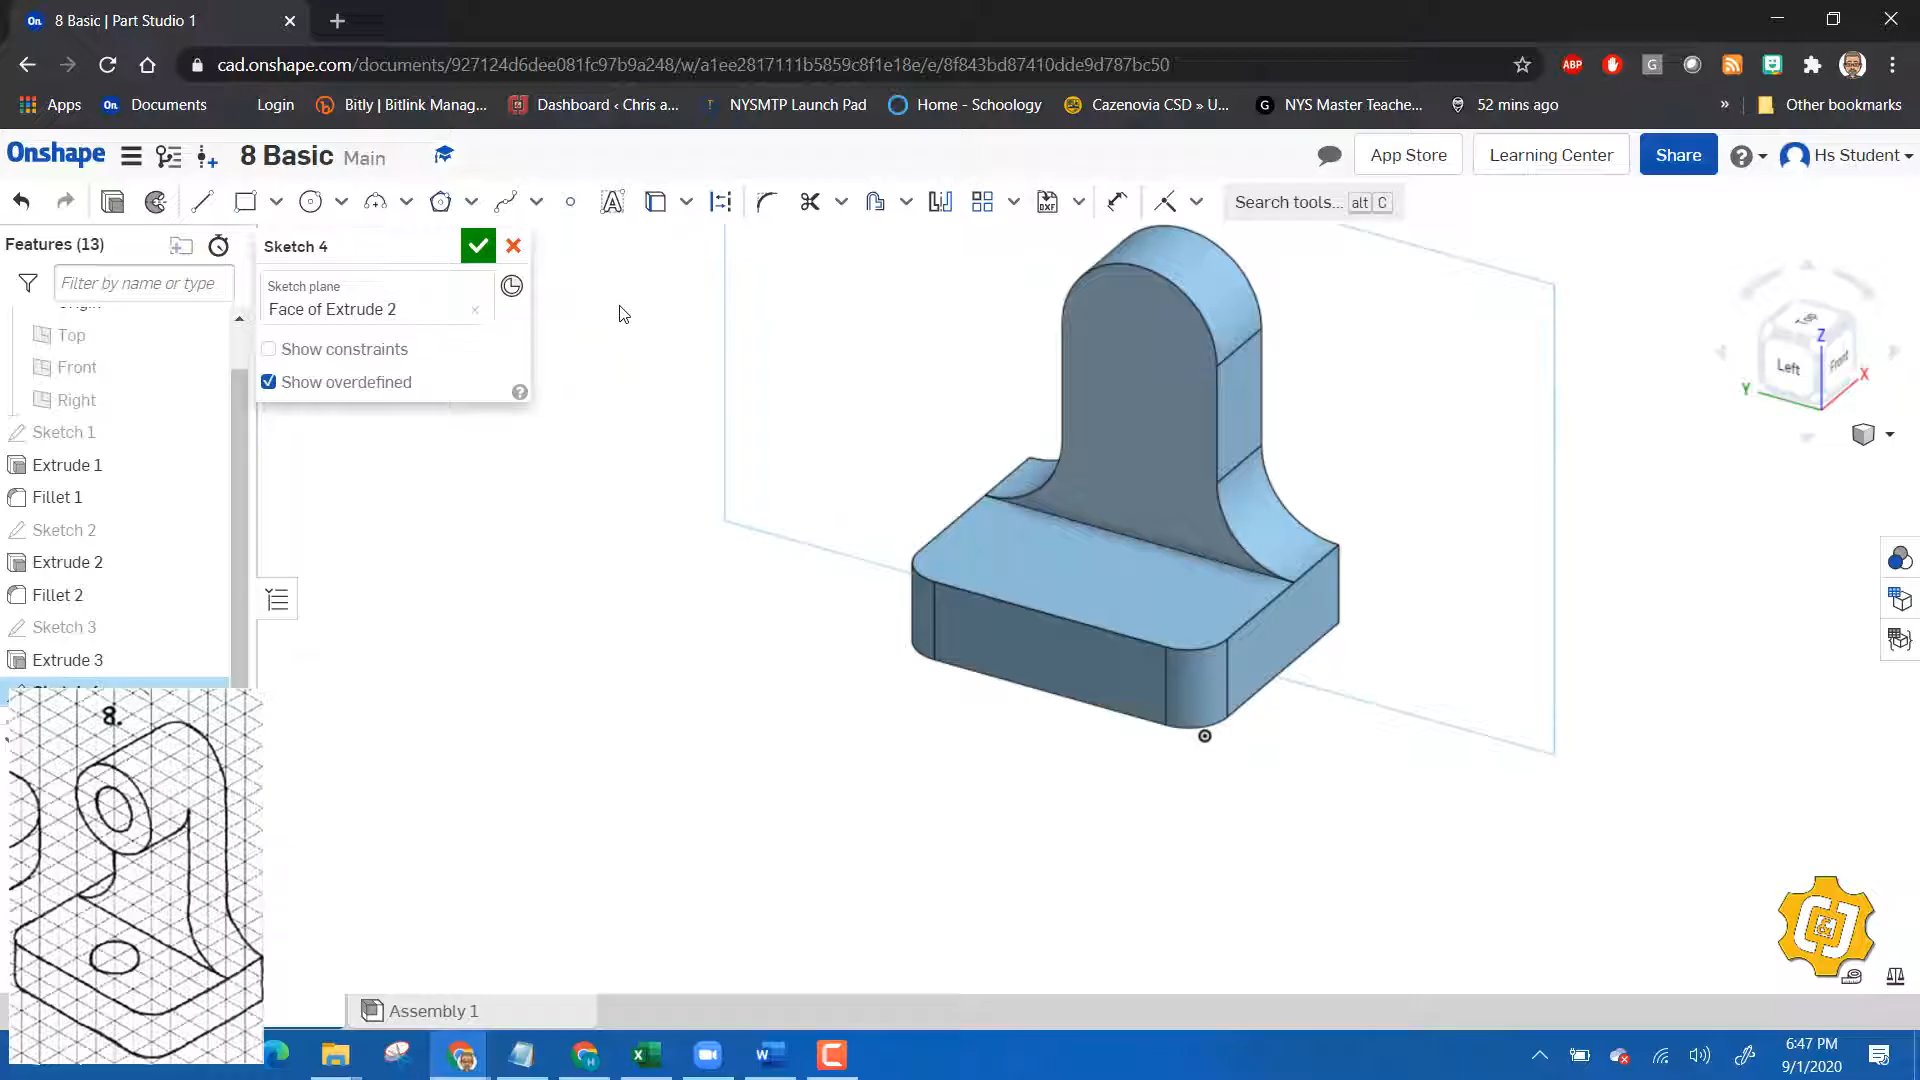 8 Basic | Part Studio 1
cad.onshape.com/documents/927124d6dee081fc97b9a248/w/a1ee2817111b5859c8f1e18e/e/8f843bd87410dde9d787bc50
ABP
G
Apps
On Documents
Login
Bitly | Bitlink Manag...
Dashboard ‹ Chris a...
NYSMTP Launch Pad
Home - Schoology
Cazenovia CSD » U...
G NYS Master Teache...
52 mins ago
» Other bookmarks
Onshape
8 Basic Main
App Store
Learning Center
Share
Hs Student
DXF
Search tools... alt C
Features (13)
Filter by name or type
Top
Front
Right
Sketch 1
Extrude 1
Fillet 1
Sketch 2
Extrude 2
Fillet 2
Sketch 3
Extrude 3
Sketch 4
Sketch plane
Face of Extrude 2
Show constraints
Show overdefined
Top
Left
Front
Z
Y
X
8.
Assembly 1
6:47 PM
9/1/2020